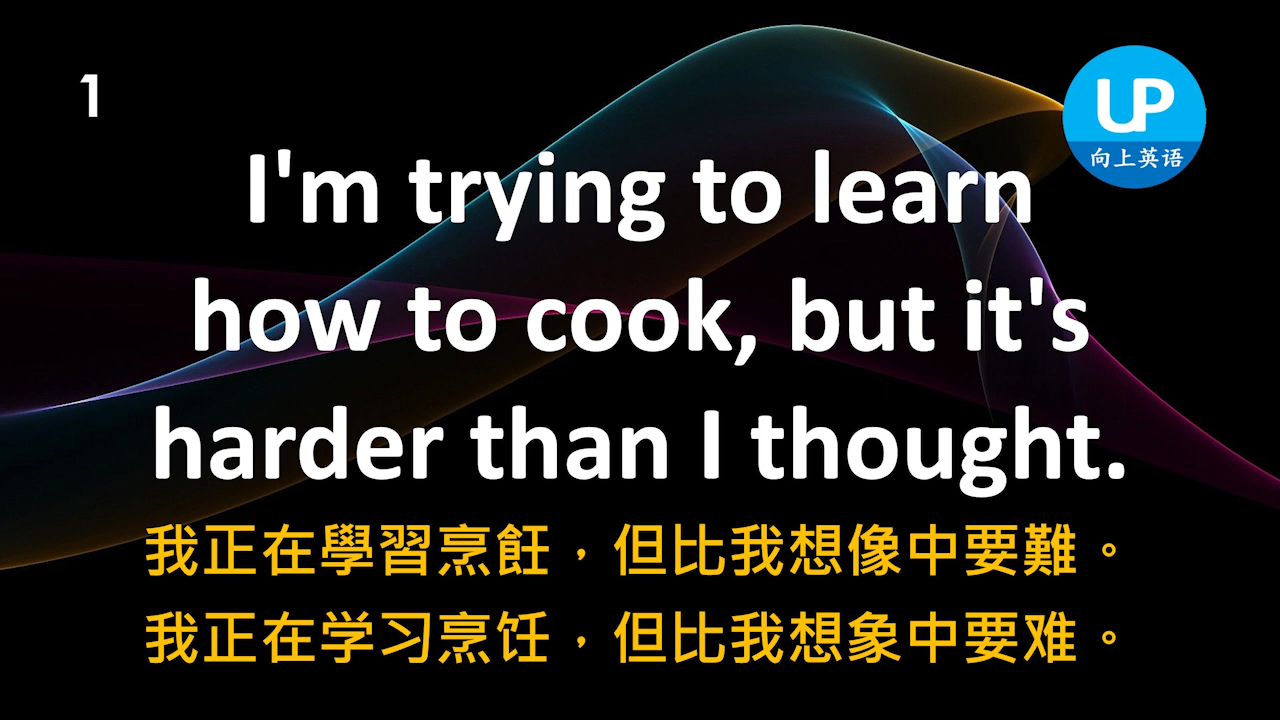 1
UP
向上英语
I'm trying to learn
how to cook, but it's
harder than I thought.
我正在學習烹飪，但比我想像中要難。
我正在学习烹饪，但比我想象中要难。